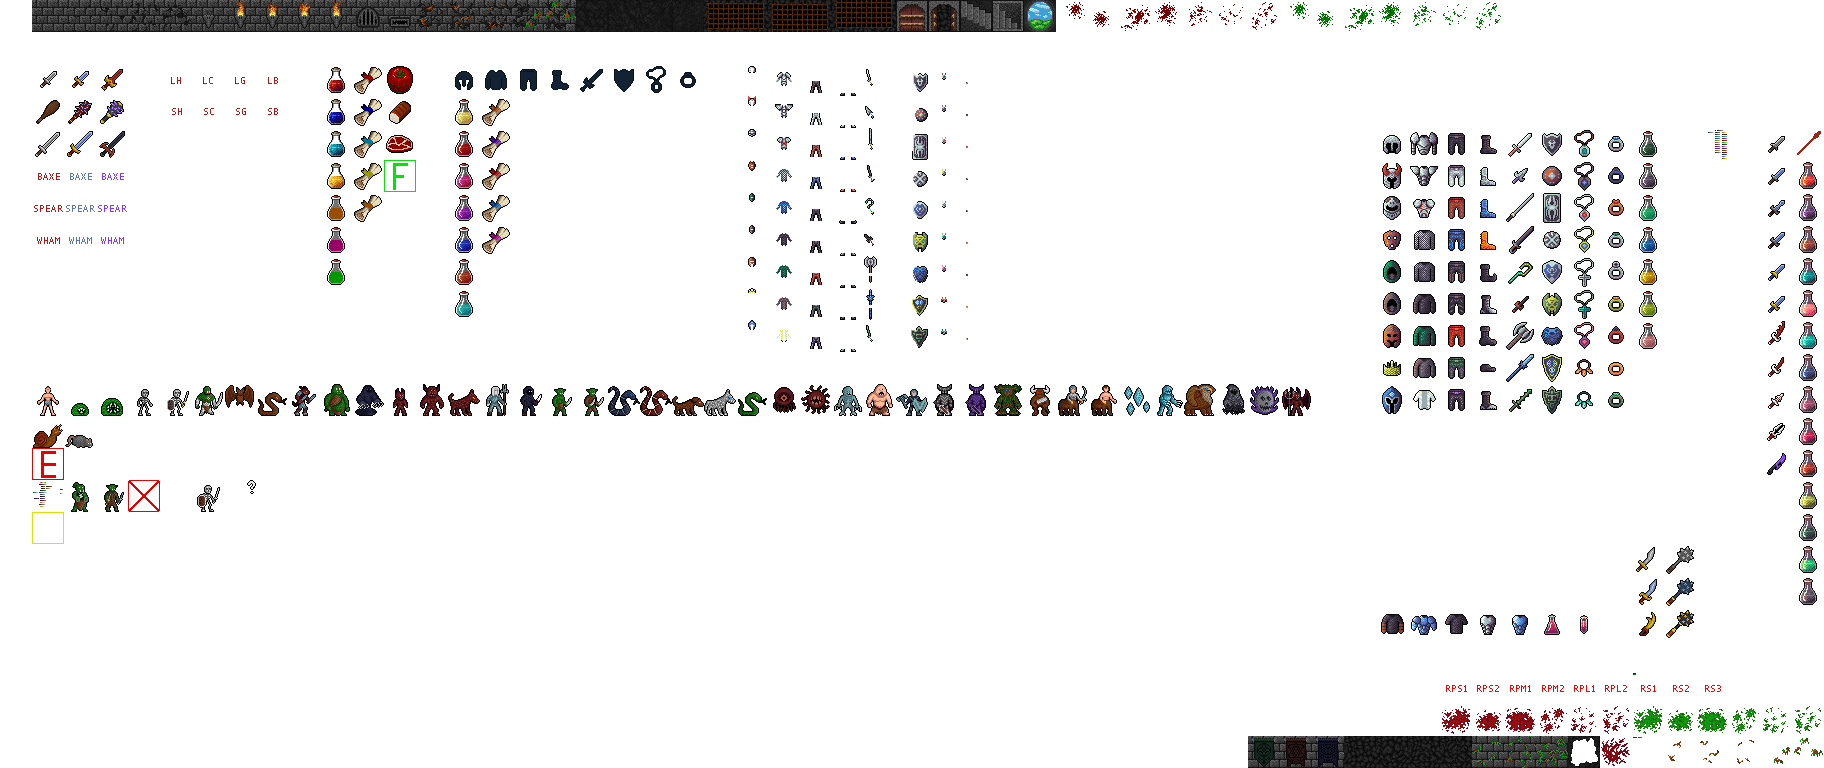 LH LC LG LB
SH SC SG SB
F
BAXE BAXE BAXE
SPEAR SPEAR SPEAR
WHAM WHAM WHAM
E
?
RPS1 RPS2 RPM1 RPM2 RPL1 RPL2 RS1 RS2 RS3